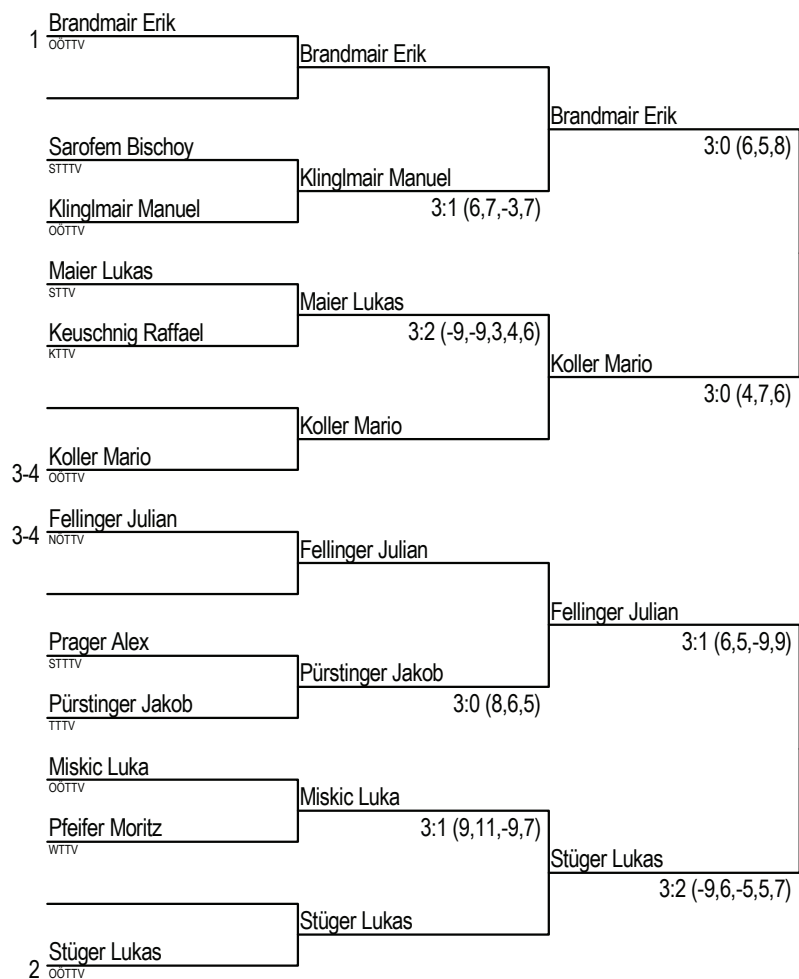 Brandmair Erik
1
OÖTTV
Brandmair Erik
Brandmair Erik
3:0 (6,5,8)
Sarofem Bischoy
STTTV
Klinglmair Manuel
3:1 (6,7,-3,7)
Klinglmair Manuel
OÖTTV
Maier Lukas
STTV
Maier Lukas
3:2 (-9,-9,3,4,6)
Keuschnig Raffael
KTTV
Koller Mario
3:0 (4,7,6)
Koller Mario
Koller Mario
3-4
OÖTTV
Fellinger Julian
3-4
NÖTTV
Fellinger Julian
Fellinger Julian
3:1 (6,5,-9,9)
Prager Alex
STTTV
Pürstinger Jakob
3:0 (8,6,5)
Pürstinger Jakob
TTTV
Miskic Luka
OÖTTV
Miskic Luka
3:1 (9,11,-9,7)
Pfeifer Moritz
WTTV
Stüger Lukas
3:2 (-9,6,-5,5,7)
Stüger Lukas
Stüger Lukas
2
OÖTTV